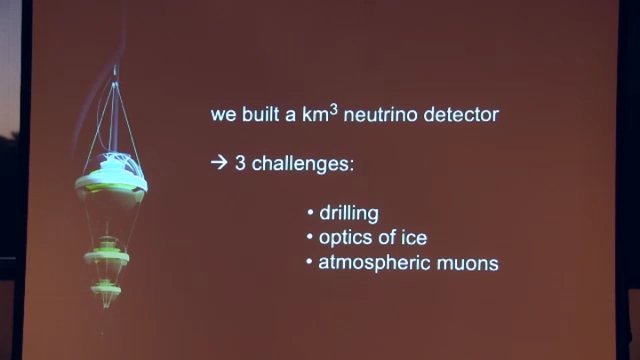 we built a km³ neutrino detector
→ 3 challenges:
• drilling
• optics of ice
• atmospheric muons